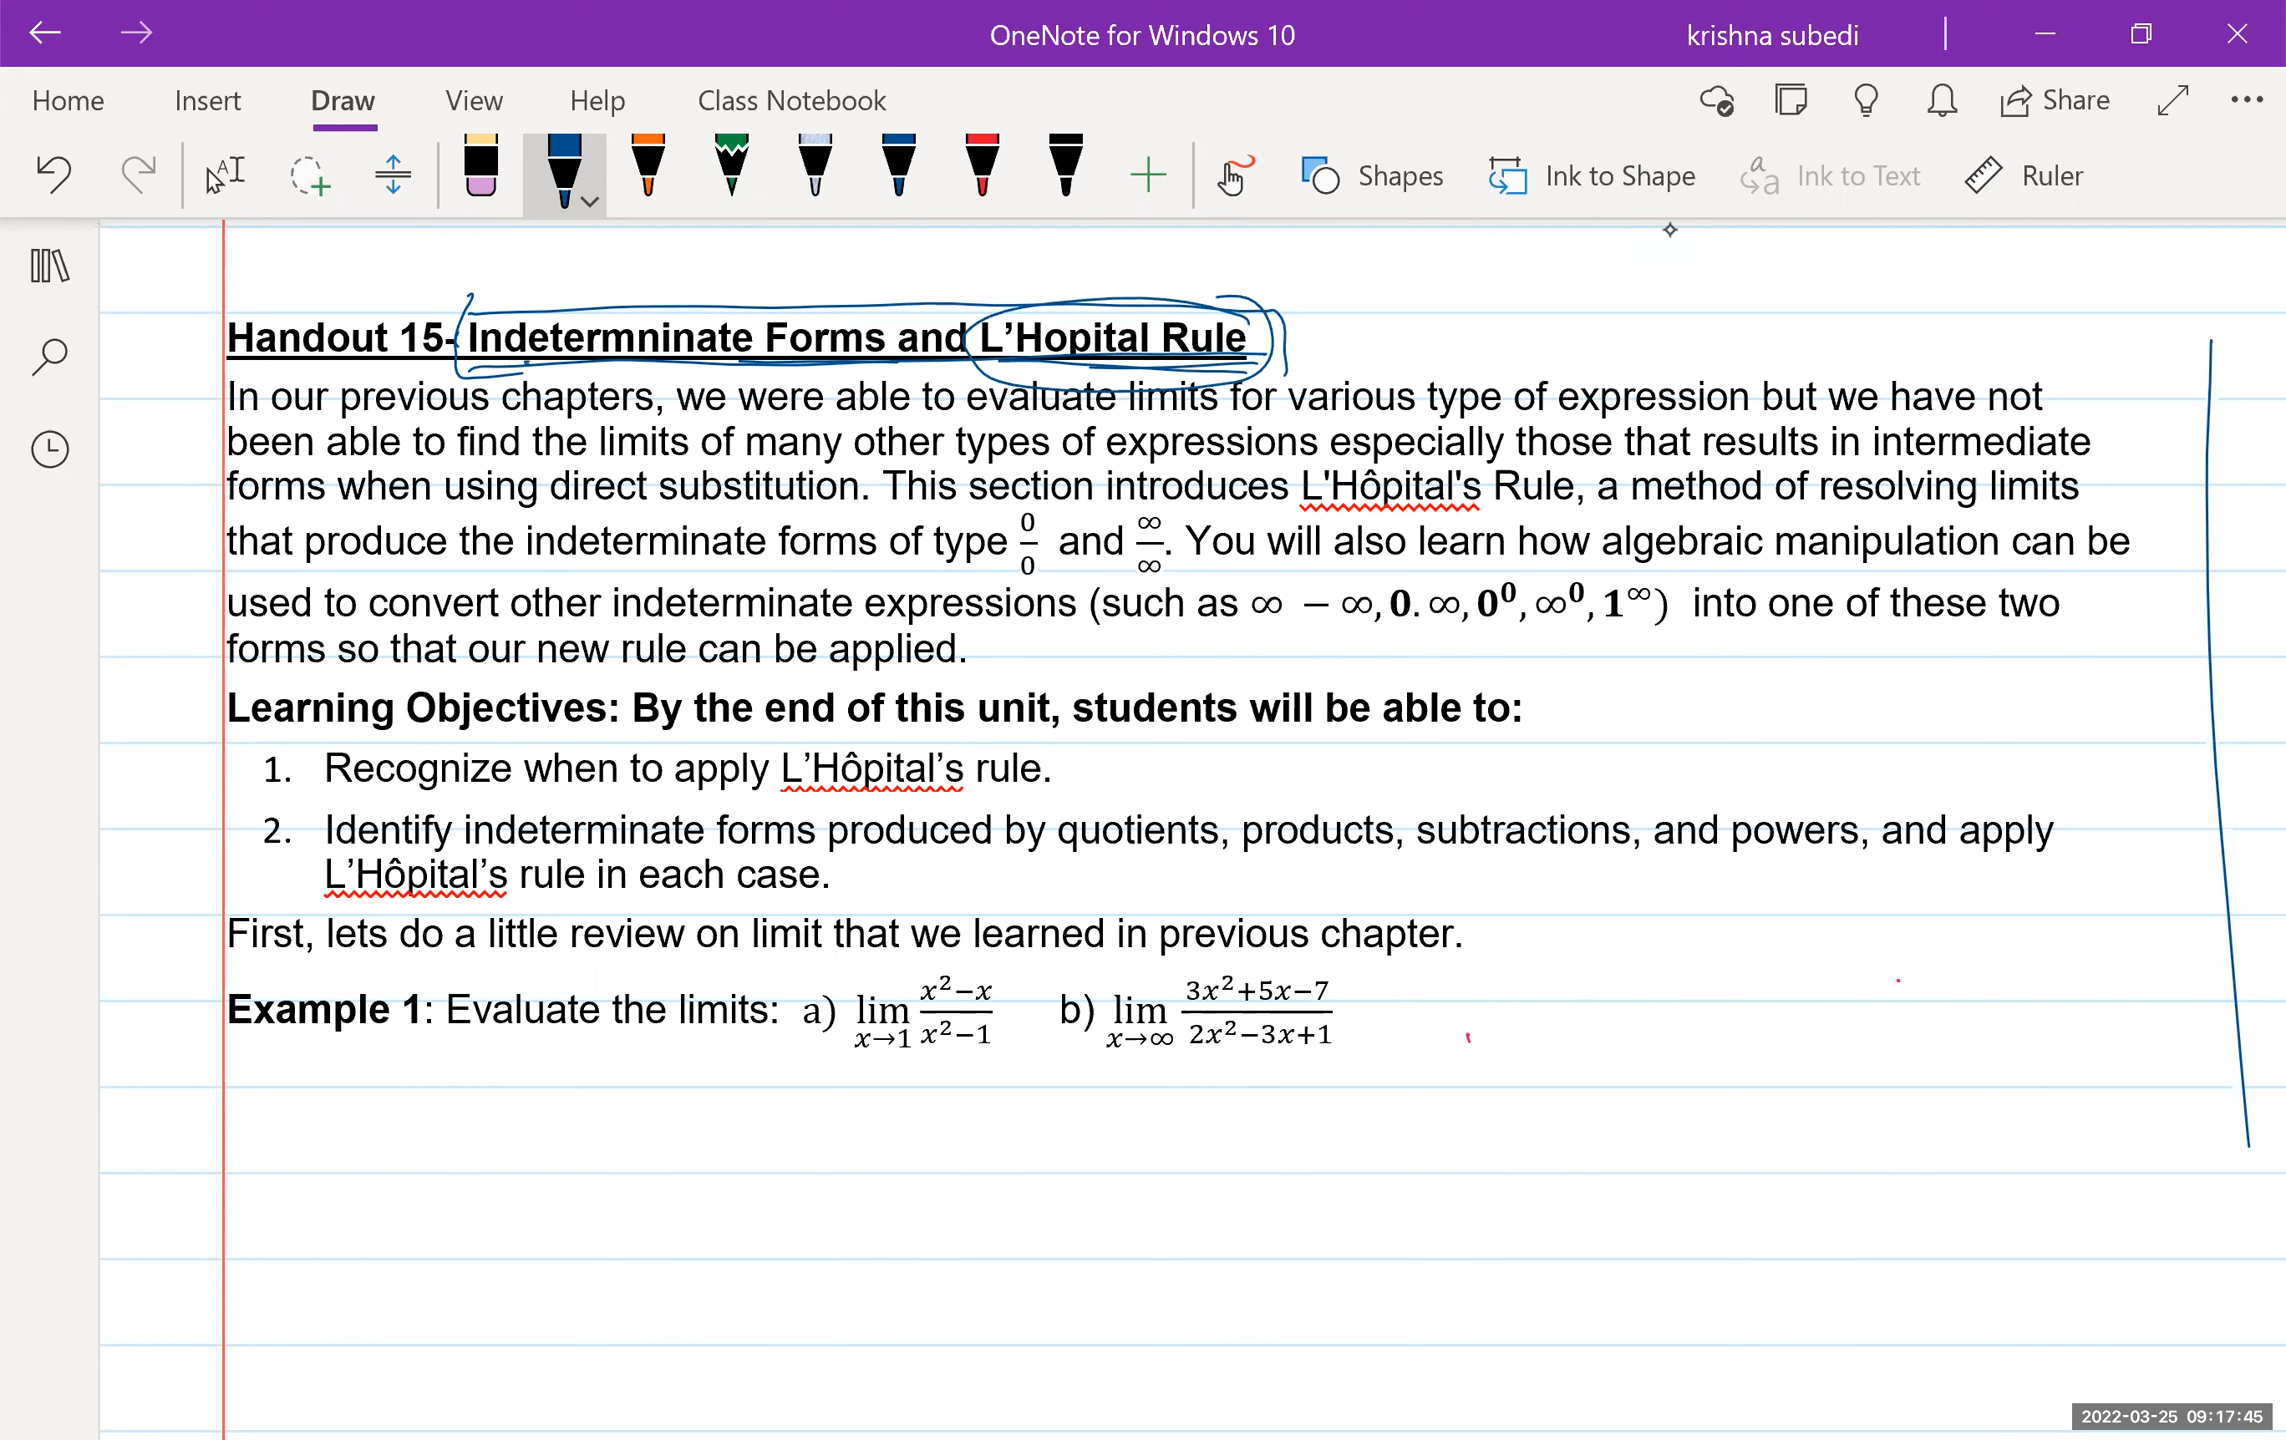 OneNote for Windows 10
krishna subedi
Home Insert Draw View Help Class Notebook Share
Shapes Ink to Shape Ink to Text Ruler
Handout 15- Indetermninate Forms and L’Hopital Rule
In our previous chapters, we were able to evaluate limits for various type of expression but we have not
been able to find the limits of many other types of expressions especially those that results in intermediate
forms when using direct substitution. This section introduces L'Hôpital's Rule, a method of resolving limits
that produce the indeterminate forms of type 0/0 and ∞/∞. You will also learn how algebraic manipulation can be
used to convert other indeterminate expressions (such as ∞ − ∞, 0. ∞, 0⁰, ∞⁰, 1^∞) into one of these two
forms so that our new rule can be applied.
Learning Objectives: By the end of this unit, students will be able to:
1. Recognize when to apply L’Hôpital’s rule.
2. Identify indeterminate forms produced by quotients, products, subtractions, and powers, and apply
L’Hôpital’s rule in each case.
First, lets do a little review on limit that we learned in previous chapter.
Example 1: Evaluate the limits: a) lim x→1 (x²−x)/(x²−1) b) lim x→∞ (3x²+5x−7)/(2x²−3x+1)
2022-03-25 09:17:45